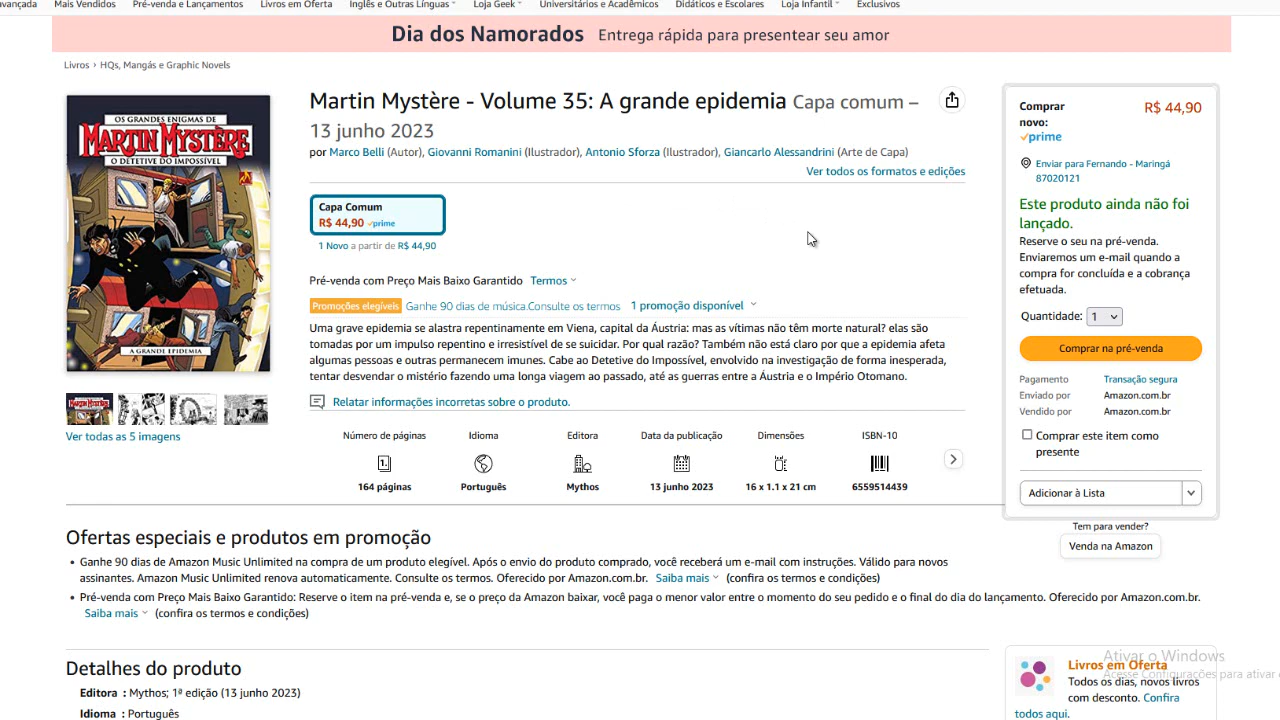 avançada Mais Vendidos Pré-venda e Lançamentos Livros em Oferta Inglês e Outras Línguas Loja Geek Universitários e Acadêmicos Didáticos e Escolares Loja Infantil Exclusivos
Dia dos Namorados Entrega rápida para presentear seu amor
Livros › HQs, Mangás e Graphic Novels
OS GRANDES ENIGMAS DE
MARTIN MYSTÈRE
O DETETIVE DO IMPOSSÍVEL
A GRANDE EPIDEMIA
Ver todas as 5 imagens
Martin Mystère - Volume 35: A grande epidemia Capa comum –
13 junho 2023
por Marco Belli (Autor), Giovanni Romanini (Ilustrador), Antonio Sforza (Ilustrador), Giancarlo Alessandrini (Arte de Capa)
Ver todos os formatos e edições
Capa Comum
R$ 44,90 prime
1 Novo a partir de R$ 44,90
Pré-venda com Preço Mais Baixo Garantido Termos
Promoções elegíveis Ganhe 90 dias de música.Consulte os termos 1 promoção disponível
Uma grave epidemia se alastra repentinamente em Viena, capital da Áustria: mas as vítimas não têm morte natural? elas são
tomadas por um impulso repentino e irresistível de se suicidar. Por qual razão? Também não está claro por que a epidemia afeta
algumas pessoas e outras permanecem imunes. Cabe ao Detetive do Impossível, envolvido na investigação de forma inesperada,
tentar desvendar o mistério fazendo uma longa viagem ao passado, até as guerras entre a Áustria e o Império Otomano.
Relatar informações incorretas sobre o produto.
Número de páginas Idioma Editora Data da publicação Dimensões ISBN-10
164 páginas Português Mythos 13 junho 2023 16 x 1.1 x 21 cm 6559514439
Comprar
novo:
R$ 44,90
prime
Enviar para Fernando - Maringá
87020121
Este produto ainda não foi
lançado.
Reserve o seu na pré-venda.
Enviaremos um e-mail quando a
compra for concluída e a cobrança
efetuada.
Quantidade: 1
Comprar na pré-venda
Pagamento Transação segura
Enviado por Amazon.com.br
Vendido por Amazon.com.br
Comprar este item como
presente
Adicionar à Lista
Tem para vender?
Venda na Amazon
Ofertas especiais e produtos em promoção
• Ganhe 90 dias de Amazon Music Unlimited na compra de um produto elegível. Após o envio do produto comprado, você receberá um e-mail com instruções. Válido para novos
assinantes. Amazon Music Unlimited renova automaticamente. Consulte os termos. Oferecido por Amazon.com.br. Saiba mais (confira os termos e condições)
• Pré-venda com Preço Mais Baixo Garantido: Reserve o item na pré-venda e, se o preço da Amazon baixar, você paga o menor valor entre o momento do seu pedido e o final do dia do lançamento. Oferecido por Amazon.com.br.
Saiba mais (confira os termos e condições)
Detalhes do produto
Editora : Mythos; 1ª edição (13 junho 2023)
Idioma : Português
Livros em Oferta
Todos os dias, novos livros
com desconto. Confira
todos aqui.
Ativar o Windows
Acesse Configurações para ativar